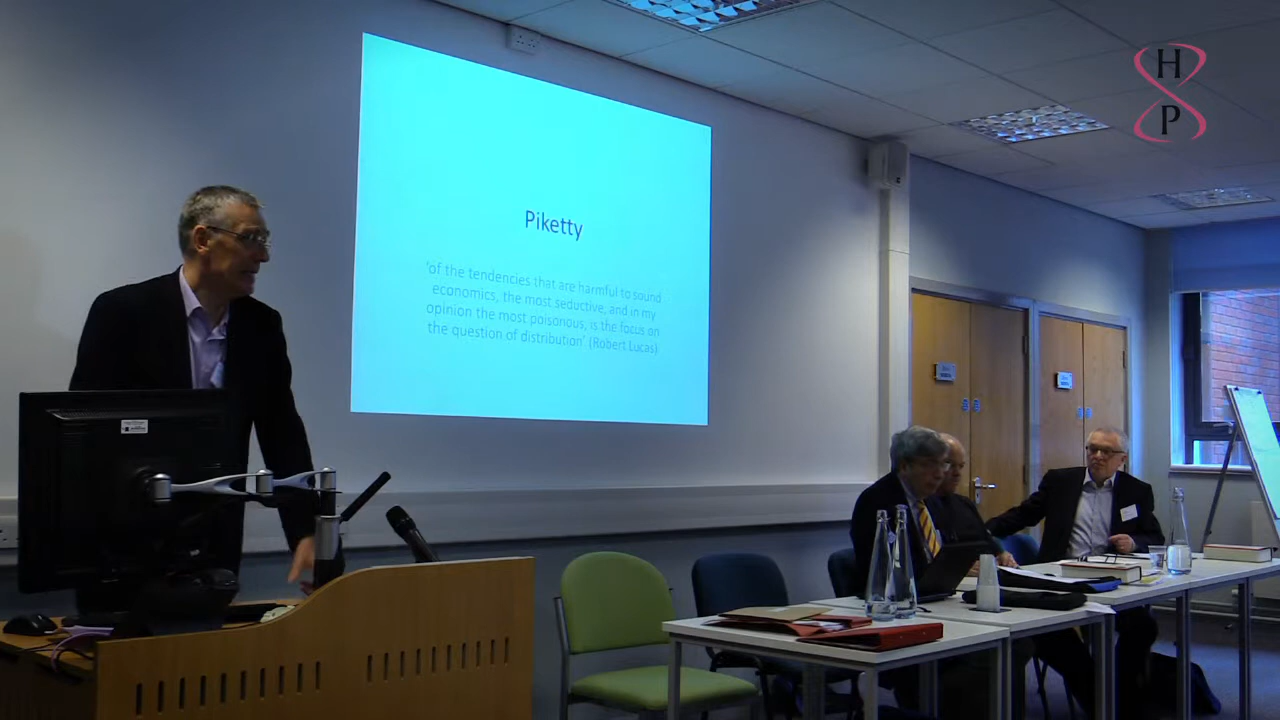 H
P
Piketty
'of the tendencies that are harmful to sound
economics, the most seductive, and in my
opinion the most poisonous, is the focus on
the question of distribution' (Robert Lucas)